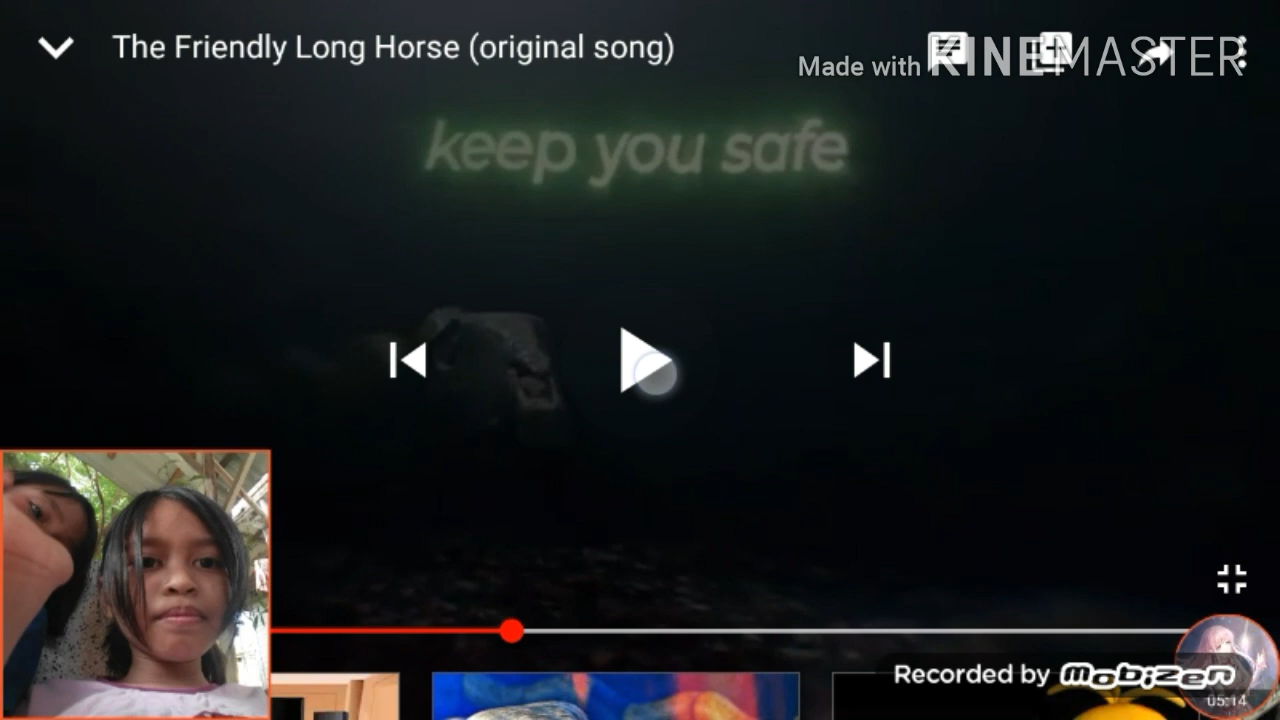 The Friendly Long Horse (original song)
Made with KINEMASTER
keep you safe
Recorded by mobizen
05:14